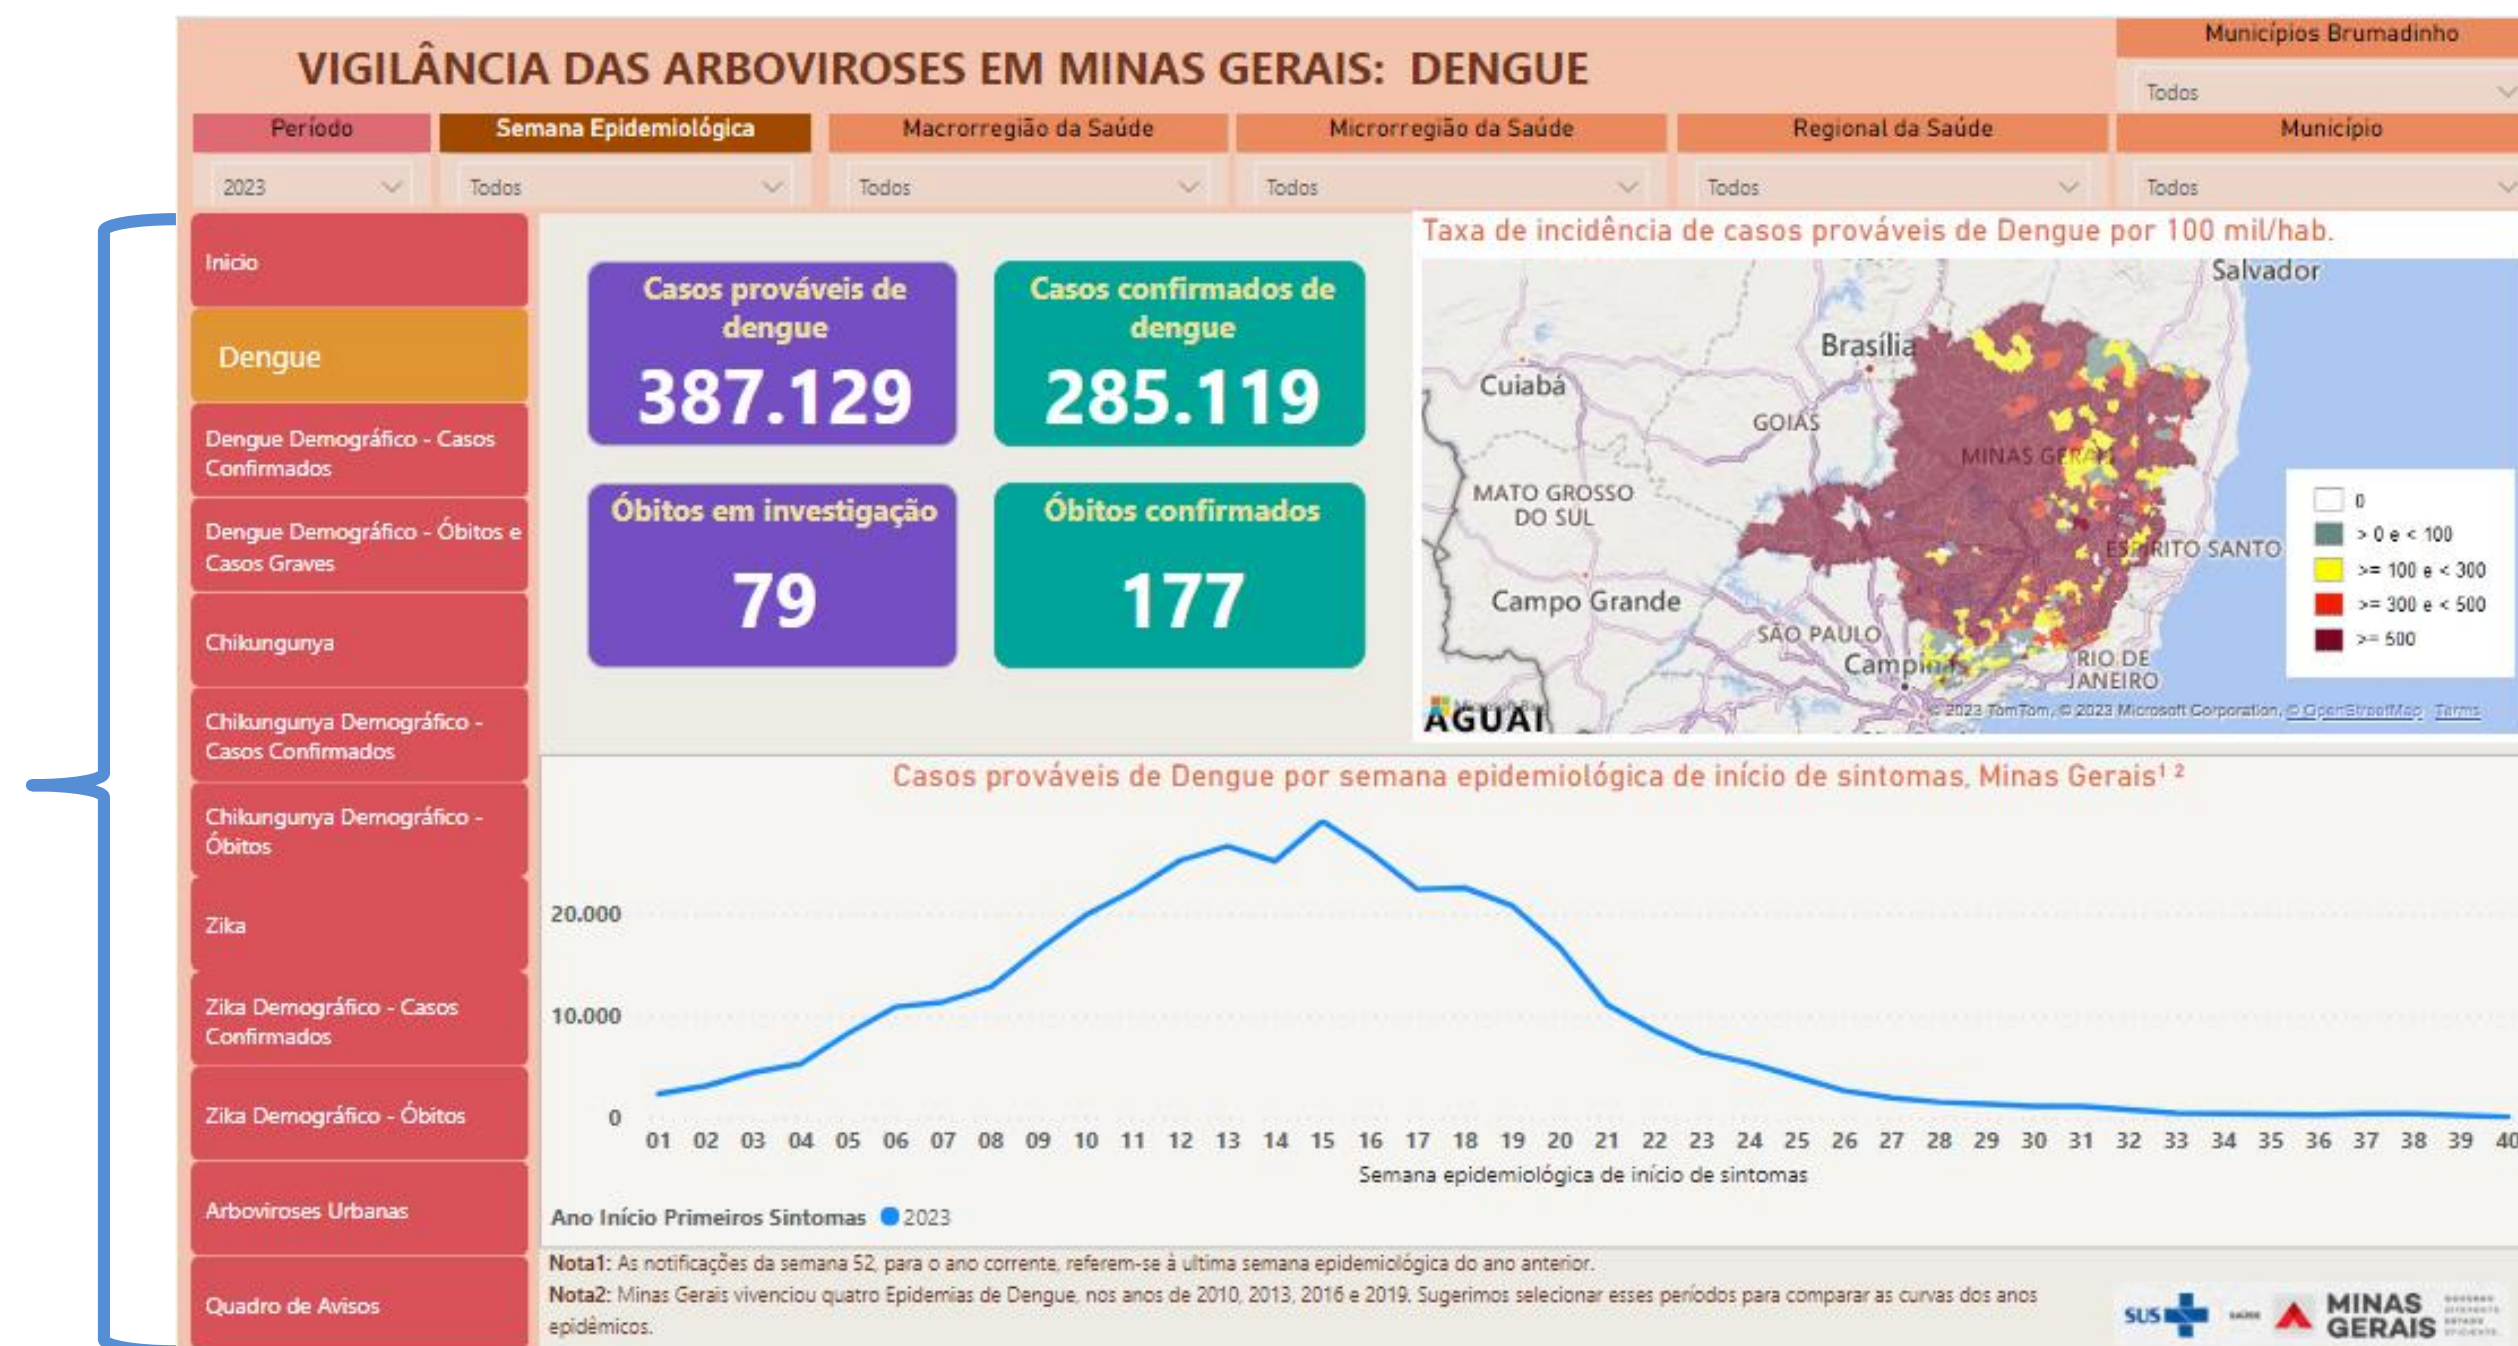 VIGILÂNCIA DAS ARBOVIROSES EM MINAS GERAIS: DENGUE
Municípios Brumadinho
Todos
Período
Semana Epidemiológica
Macrorregião da Saúde
Microrregião da Saúde
Regional da Saúde
Município
2023
Todos
Todos
Todos
Todos
Todos
Inicio
Dengue
Dengue Demográfico - Casos
Confirmados
Dengue Demográfico - Óbitos e
Casos Graves
Chikungunya
Chikungunya Demográfico -
Casos Confirmados
Chikungunya Demográfico -
Óbitos
Zika
Zika Demográfico - Casos
Confirmados
Zika Demográfico - Óbitos
Arboviroses Urbanas
Quadro de Avisos
Casos prováveis de
dengue
387.129
Casos confirmados de
dengue
285.119
Óbitos em investigação
79
Óbitos confirmados
177
Taxa de incidência de casos prováveis de Dengue por 100 mil/hab.
Salvador
Brasília
Cuiabá
GOIÁS
MINAS GERAI
MATO GROSSO
DO SUL
ESPÍRITO SANTO
Campo Grande
SÃO PAULO
Campinas
RIO DE
JANEIRO
AGUAI
0
> 0 e < 100
>= 100 e < 300
>= 300 e < 500
>= 500
© 2023 TomTom, © 2023 Microsoft Corporation, © OpenStreetMap Terms
Casos prováveis de Dengue por semana epidemiológica de início de sintomas, Minas Gerais¹ ²
20.000
10.000
0
01 02 03 04 05 06 07 08 09 10 11 12 13 14 15 16 17 18 19 20 21 22 23 24 25 26 27 28 29 30 31 32 33 34 35 36 37 38 39 40
Semana epidemiológica de início de sintomas
Ano Início Primeiros Sintomas 2023
Nota1: As notificações da semana 52, para o ano corrente, referem-se à ultima semana epidemiológica do ano anterior.
Nota2: Minas Gerais vivenciou quatro Epidemias de Dengue, nos anos de 2010, 2013, 2016 e 2019. Sugerimos selecionar esses períodos para comparar as curvas dos anos
epidêmicos.
SUS
SAÚDE
MINAS
GERAIS